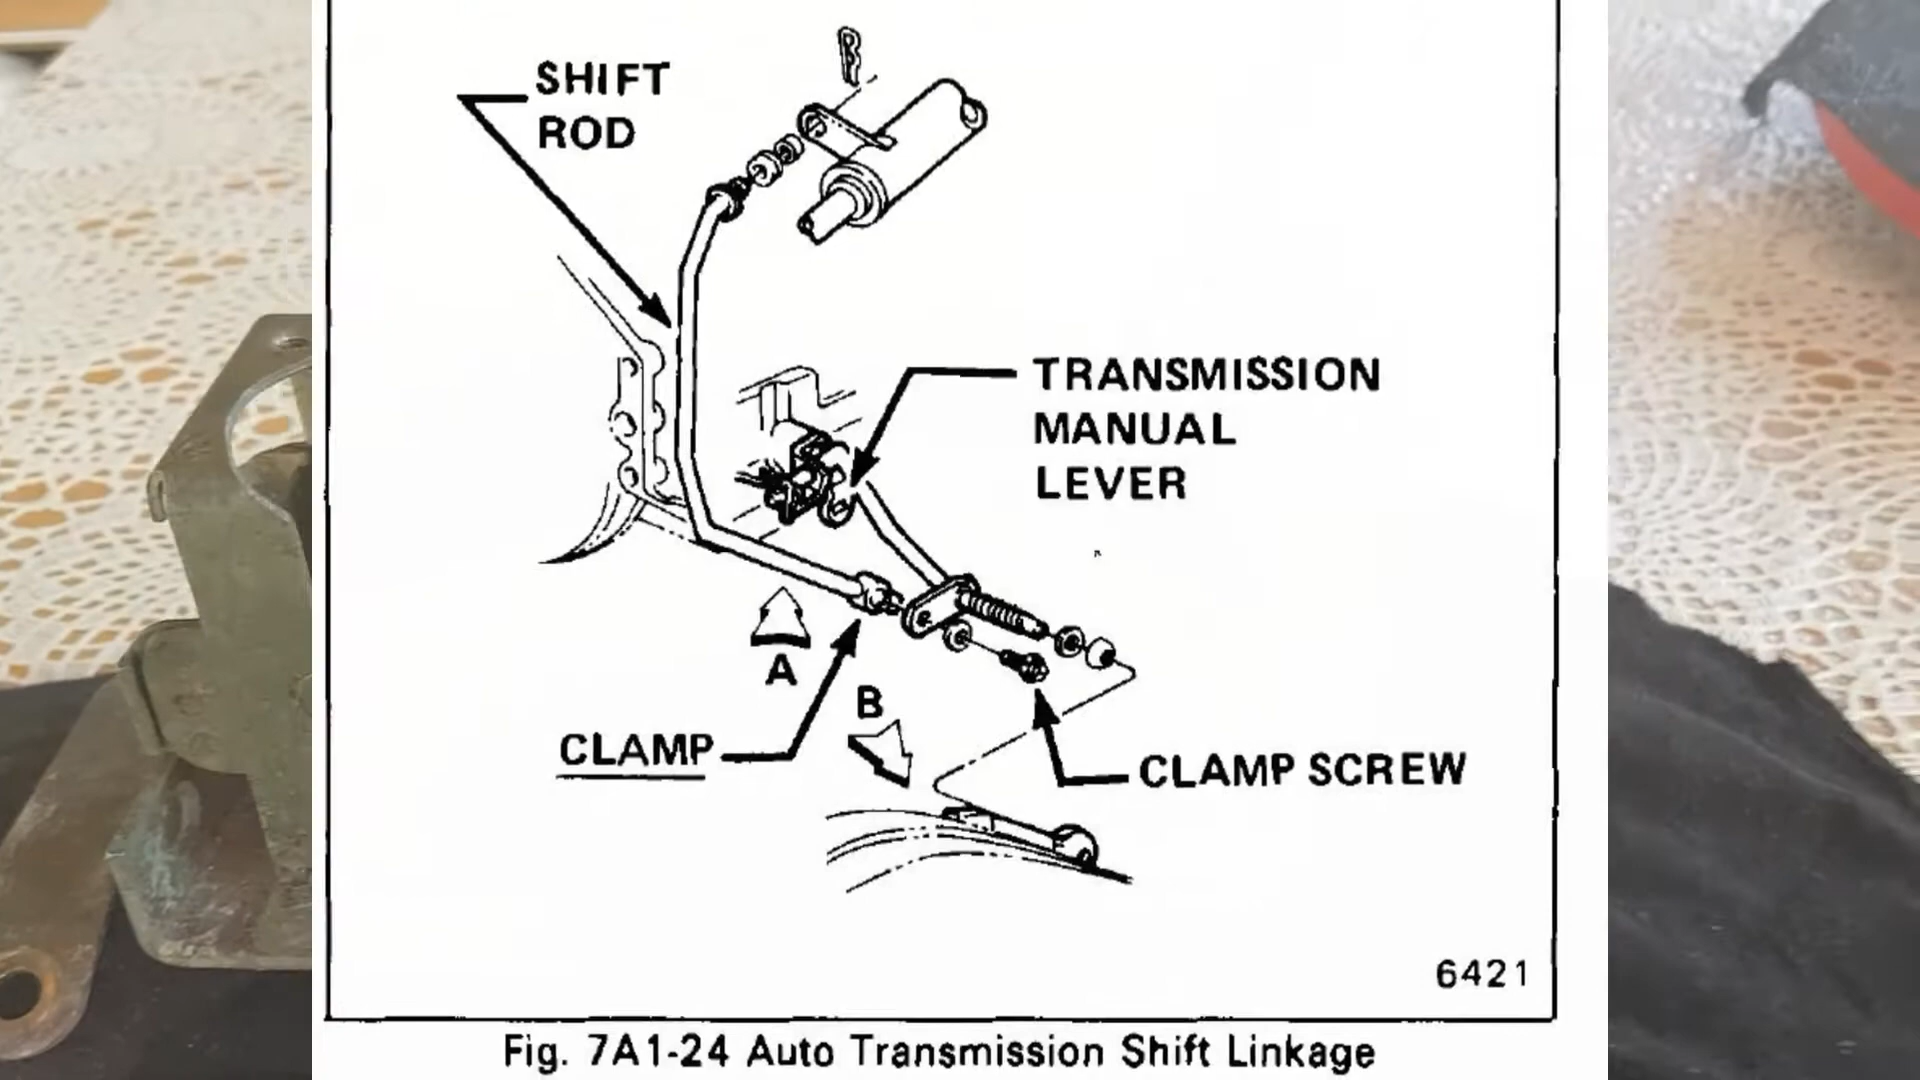 SHIFT
ROD
TRANSMISSION
MANUAL
LEVER
A
B
CLAMP
CLAMP SCREW
6421
Fig. 7A1-24 Auto Transmission Shift Linkage